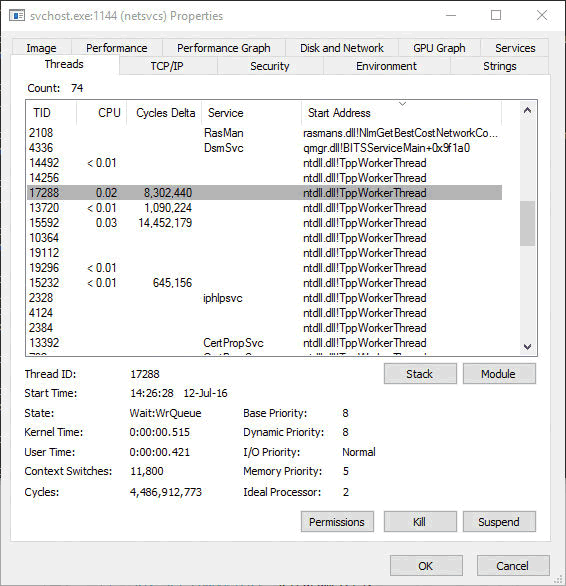 svchost.exe:1144 (netsvcs) Properties
Image Performance Performance Graph Disk and Network GPU Graph Services
Threads TCP/IP Security Environment Strings
Count: 74
TID CPU Cycles Delta Service Start Address
2108 RasMan rasmans.dll!NlmGetBestCostNetworkCo...
4336 DsmSvc qmgr.dll!BITSServiceMain+0x9f1a0
14492 < 0.01 ntdll.dll!TppWorkerThread
14256 ntdll.dll!TppWorkerThread
17288 0.02 8,302,440 ntdll.dll!TppWorkerThread
13720 < 0.01 1,090,224 ntdll.dll!TppWorkerThread
15592 0.03 14,452,179 ntdll.dll!TppWorkerThread
10364 ntdll.dll!TppWorkerThread
19112 ntdll.dll!TppWorkerThread
19296 < 0.01 ntdll.dll!TppWorkerThread
15232 < 0.01 645,156 ntdll.dll!TppWorkerThread
2328 iphlpsvc ntdll.dll!TppWorkerThread
4124 ntdll.dll!TppWorkerThread
2384 ntdll.dll!TppWorkerThread
13392 CertPropSvc ntdll.dll!TppWorkerThread
Thread ID: 17288 Stack Module
Start Time: 14:26:28 12-Jul-16
State: Wait:WrQueue Base Priority: 8
Kernel Time: 0:00:00.515 Dynamic Priority: 8
User Time: 0:00:00.421 I/O Priority: Normal
Context Switches: 11,800 Memory Priority: 5
Cycles: 4,486,912,773 Ideal Processor: 2
Permissions Kill Suspend
OK Cancel